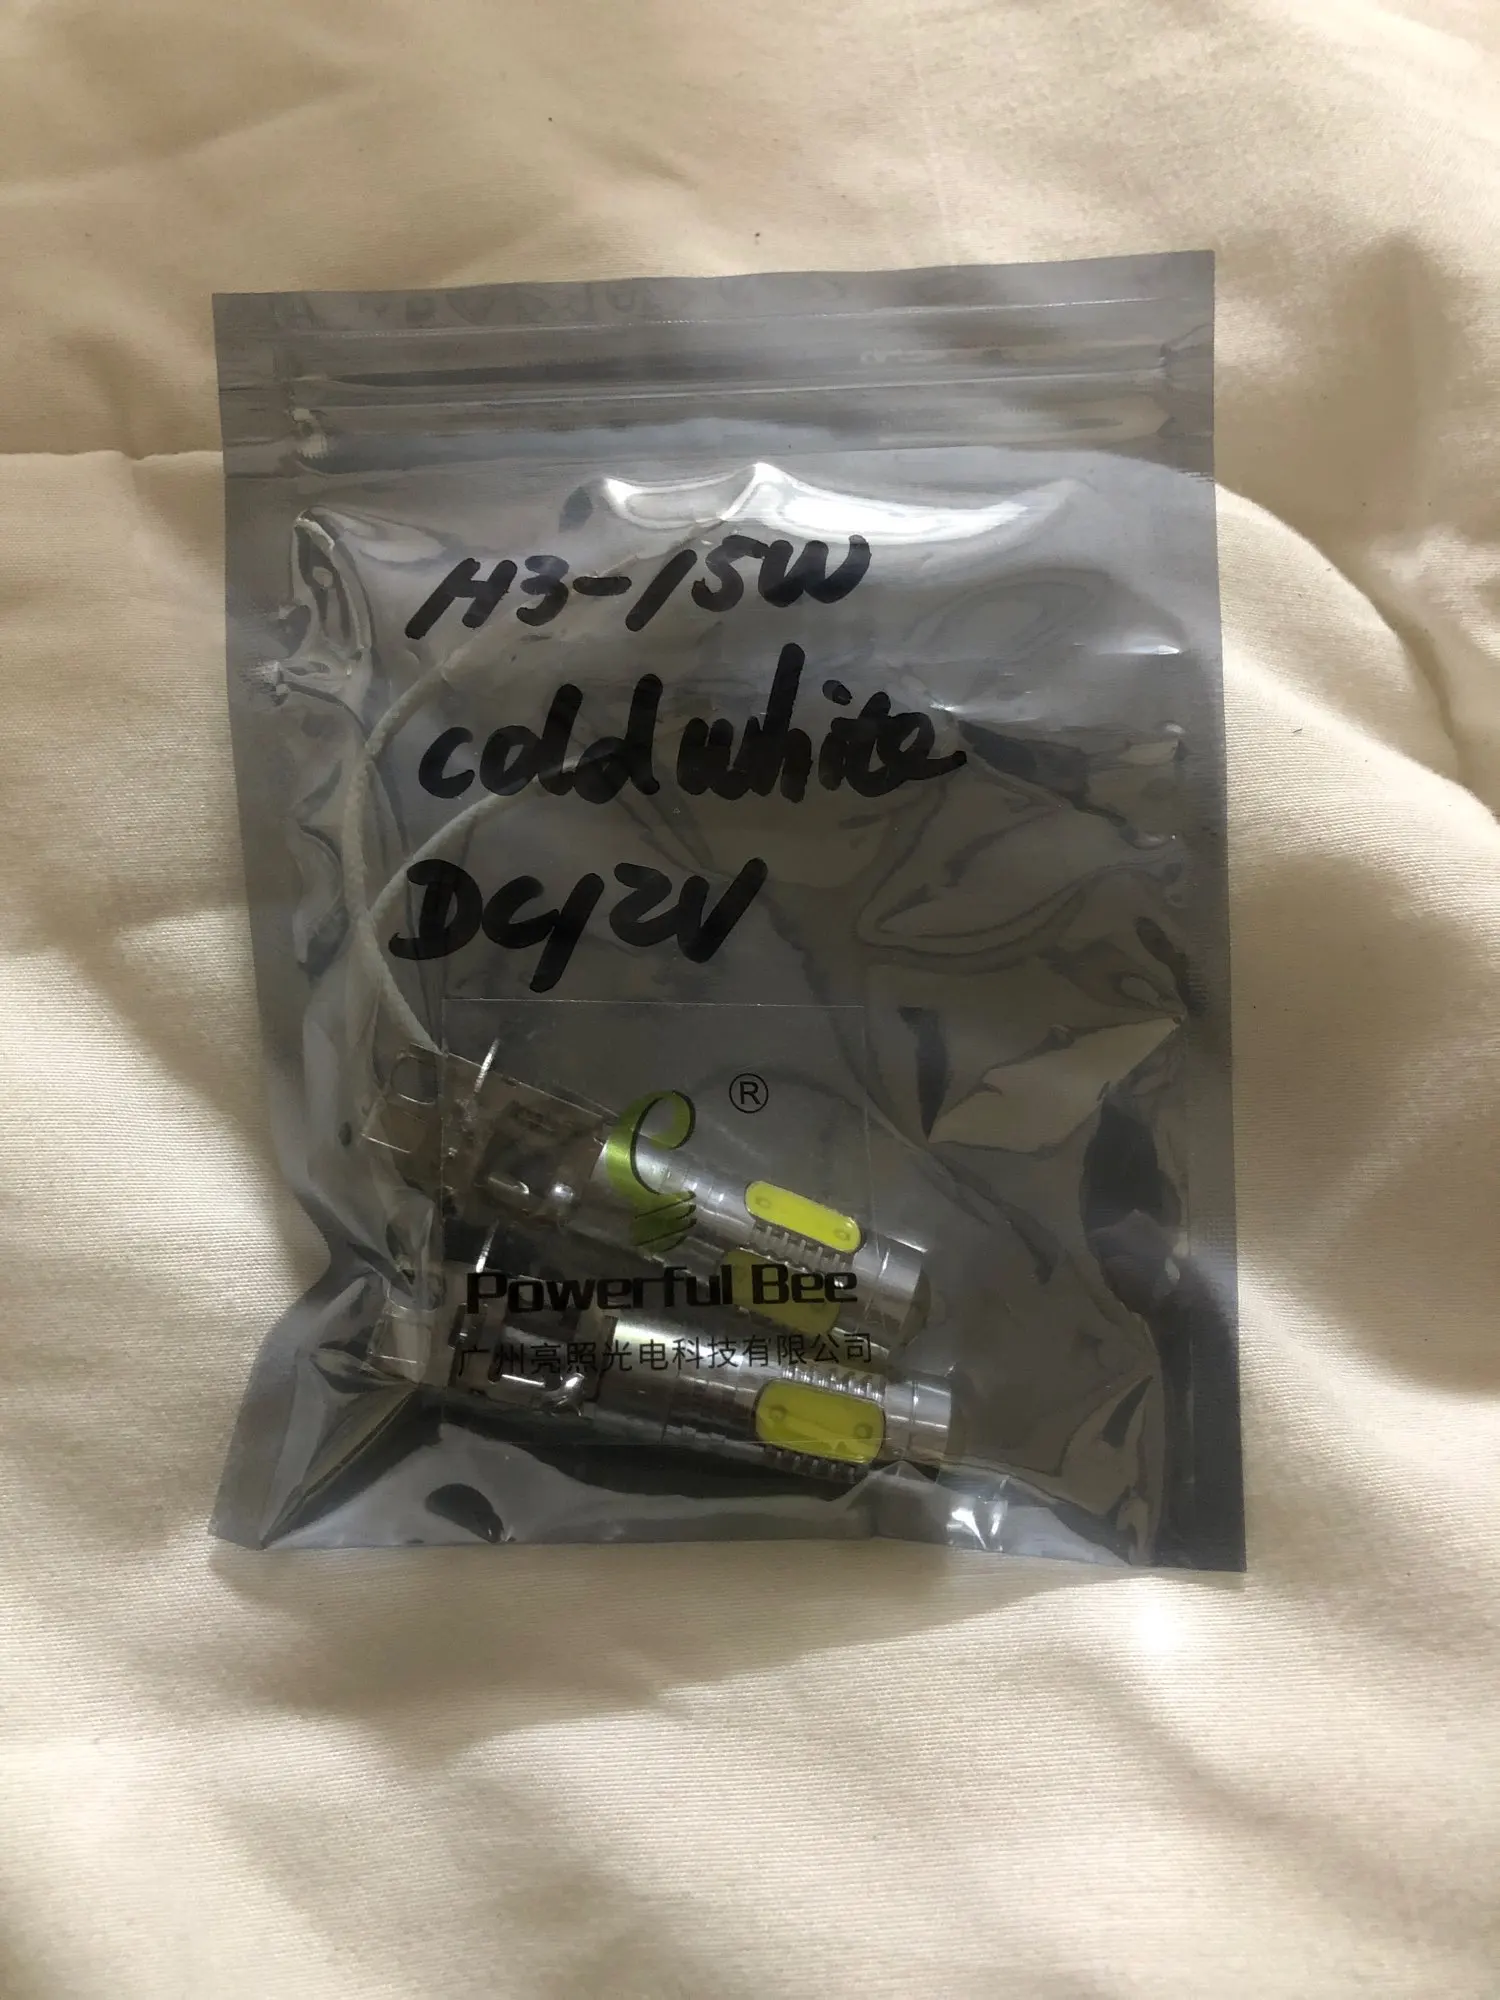 H3-15W
cold white
DC12V
®
Powerful Bee
广州亮照光电科技有限公司